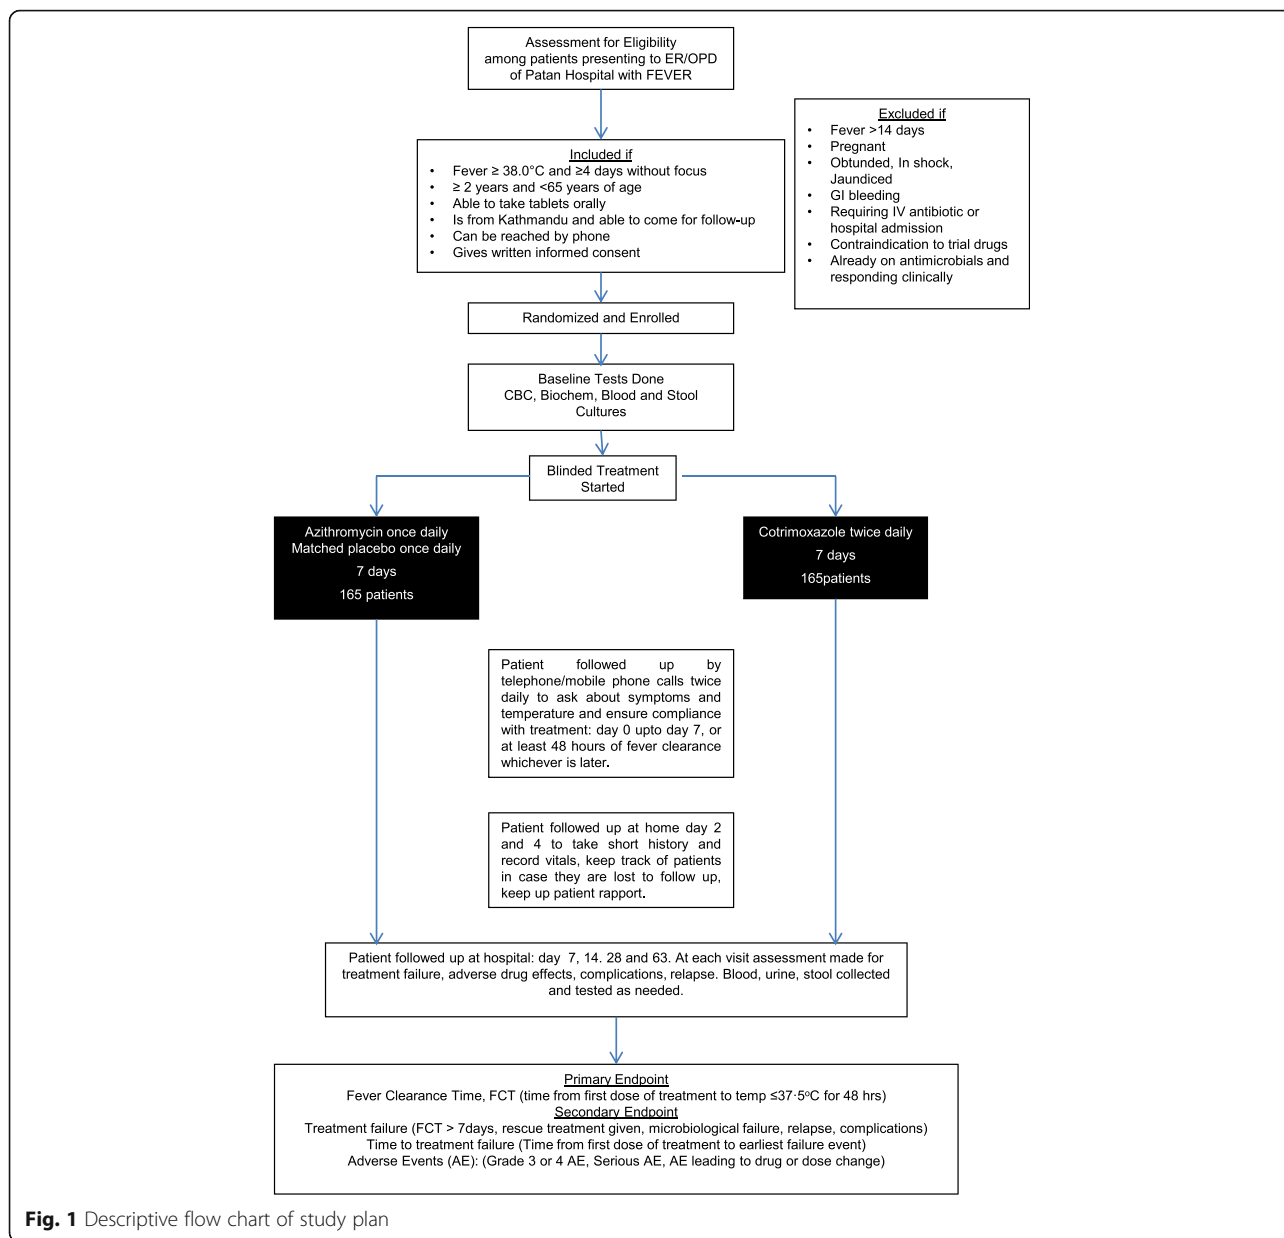 Assessment for Eligibility
among patients presenting to ER/OPD
of Patan Hospital with FEVER
Excluded if
• Fever >14 days
• Pregnant
• Obtunded, In shock,
Jaundiced
• GI bleeding
• Requiring IV antibiotic or
hospital admission
• Contraindication to trial drugs
• Already on antimicrobials and
responding clinically
Included if
• Fever ≥ 38.0°C and ≥4 days without focus
• ≥ 2 years and <65 years of age
• Able to take tablets orally
• Is from Kathmandu and able to come for follow-up
• Can be reached by phone
• Gives written informed consent
Randomized and Enrolled
Baseline Tests Done
CBC, Biochem, Blood and Stool
Cultures
Blinded Treatment
Started
Azithromycin once daily
Matched placebo once daily
7 days
165 patients
Cotrimoxazole twice daily
7 days
165patients
Patient followed up by
telephone/mobile phone calls twice
daily to ask about symptoms and
temperature and ensure compliance
with treatment: day 0 upto day 7, or
at least 48 hours of fever clearance
whichever is later.
Patient followed up at home day 2
and 4 to take short history and
record vitals, keep track of patients
in case they are lost to follow up,
keep up patient rapport.
Patient followed up at hospital: day 7, 14. 28 and 63. At each visit assessment made for
treatment failure, adverse drug effects, complications, relapse. Blood, urine, stool collected
and tested as needed.
Primary Endpoint
Fever Clearance Time, FCT (time from first dose of treatment to temp ≤37·5ºC for 48 hrs)
Secondary Endpoint
Treatment failure (FCT > 7days, rescue treatment given, microbiological failure, relapse, complications)
Time to treatment failure (Time from first dose of treatment to earliest failure event)
Adverse Events (AE): (Grade 3 or 4 AE, Serious AE, AE leading to drug or dose change)
Fig. 1 Descriptive flow chart of study plan